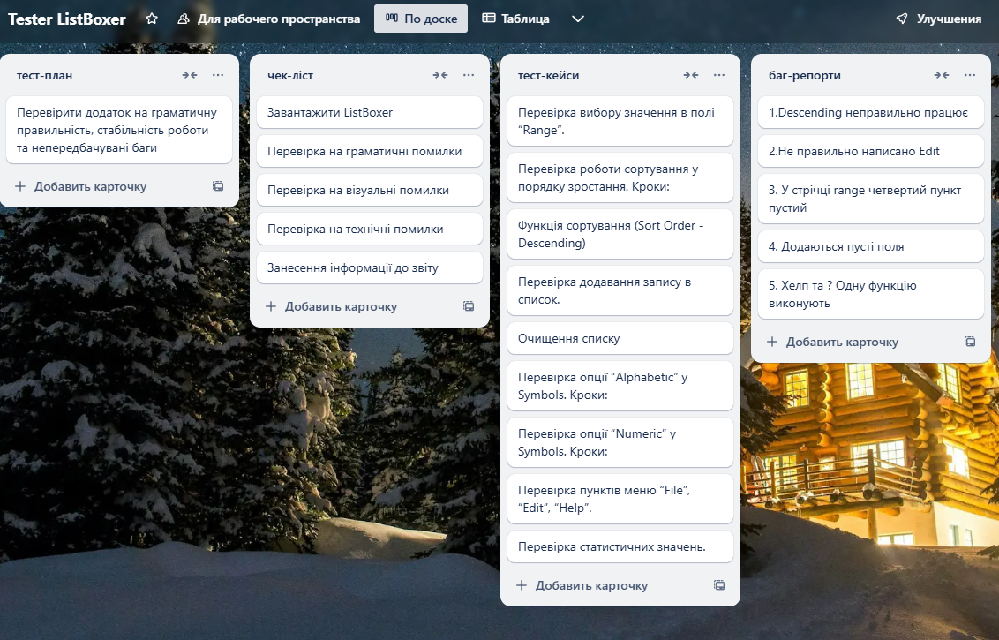 Tester ListBoxer
Для рабочего пространства
По доске
Таблица
Улучшения
тест-план
Перевірити додаток на граматичну
правильність, стабільність роботи
та непередбачувані баги
Добавить карточку
чек-ліст
Завантажити ListBoxer
Перевірка на граматичні помилки
Перевірка на візуальні помилки
Перевірка на технічні помилки
Занесення інформації до звіту
Добавить карточку
тест-кейси
Перевірка вибору значення в полі
“Range”.
Перевірка роботи сортування у
порядку зростання. Кроки:
Функція сортування (Sort Order -
Descending)
Перевірка додавання запису в
список.
Очищення списку
Перевірка опції “Alphabetic” у
Symbols. Кроки:
Перевірка опції “Numeric” у
Symbols. Кроки:
Перевірка пунктів меню “File”,
“Edit”, “Help”.
Перевірка статистичних значень.
Добавить карточку
баг-репорти
1.Descending неправильно працює
2.Не правильно написано Edit
3. У стрічці range четвертий пункт
пустий
4. Додаються пусті поля
5. Хелп та ? Одну функцію
виконують
Добавить карточку